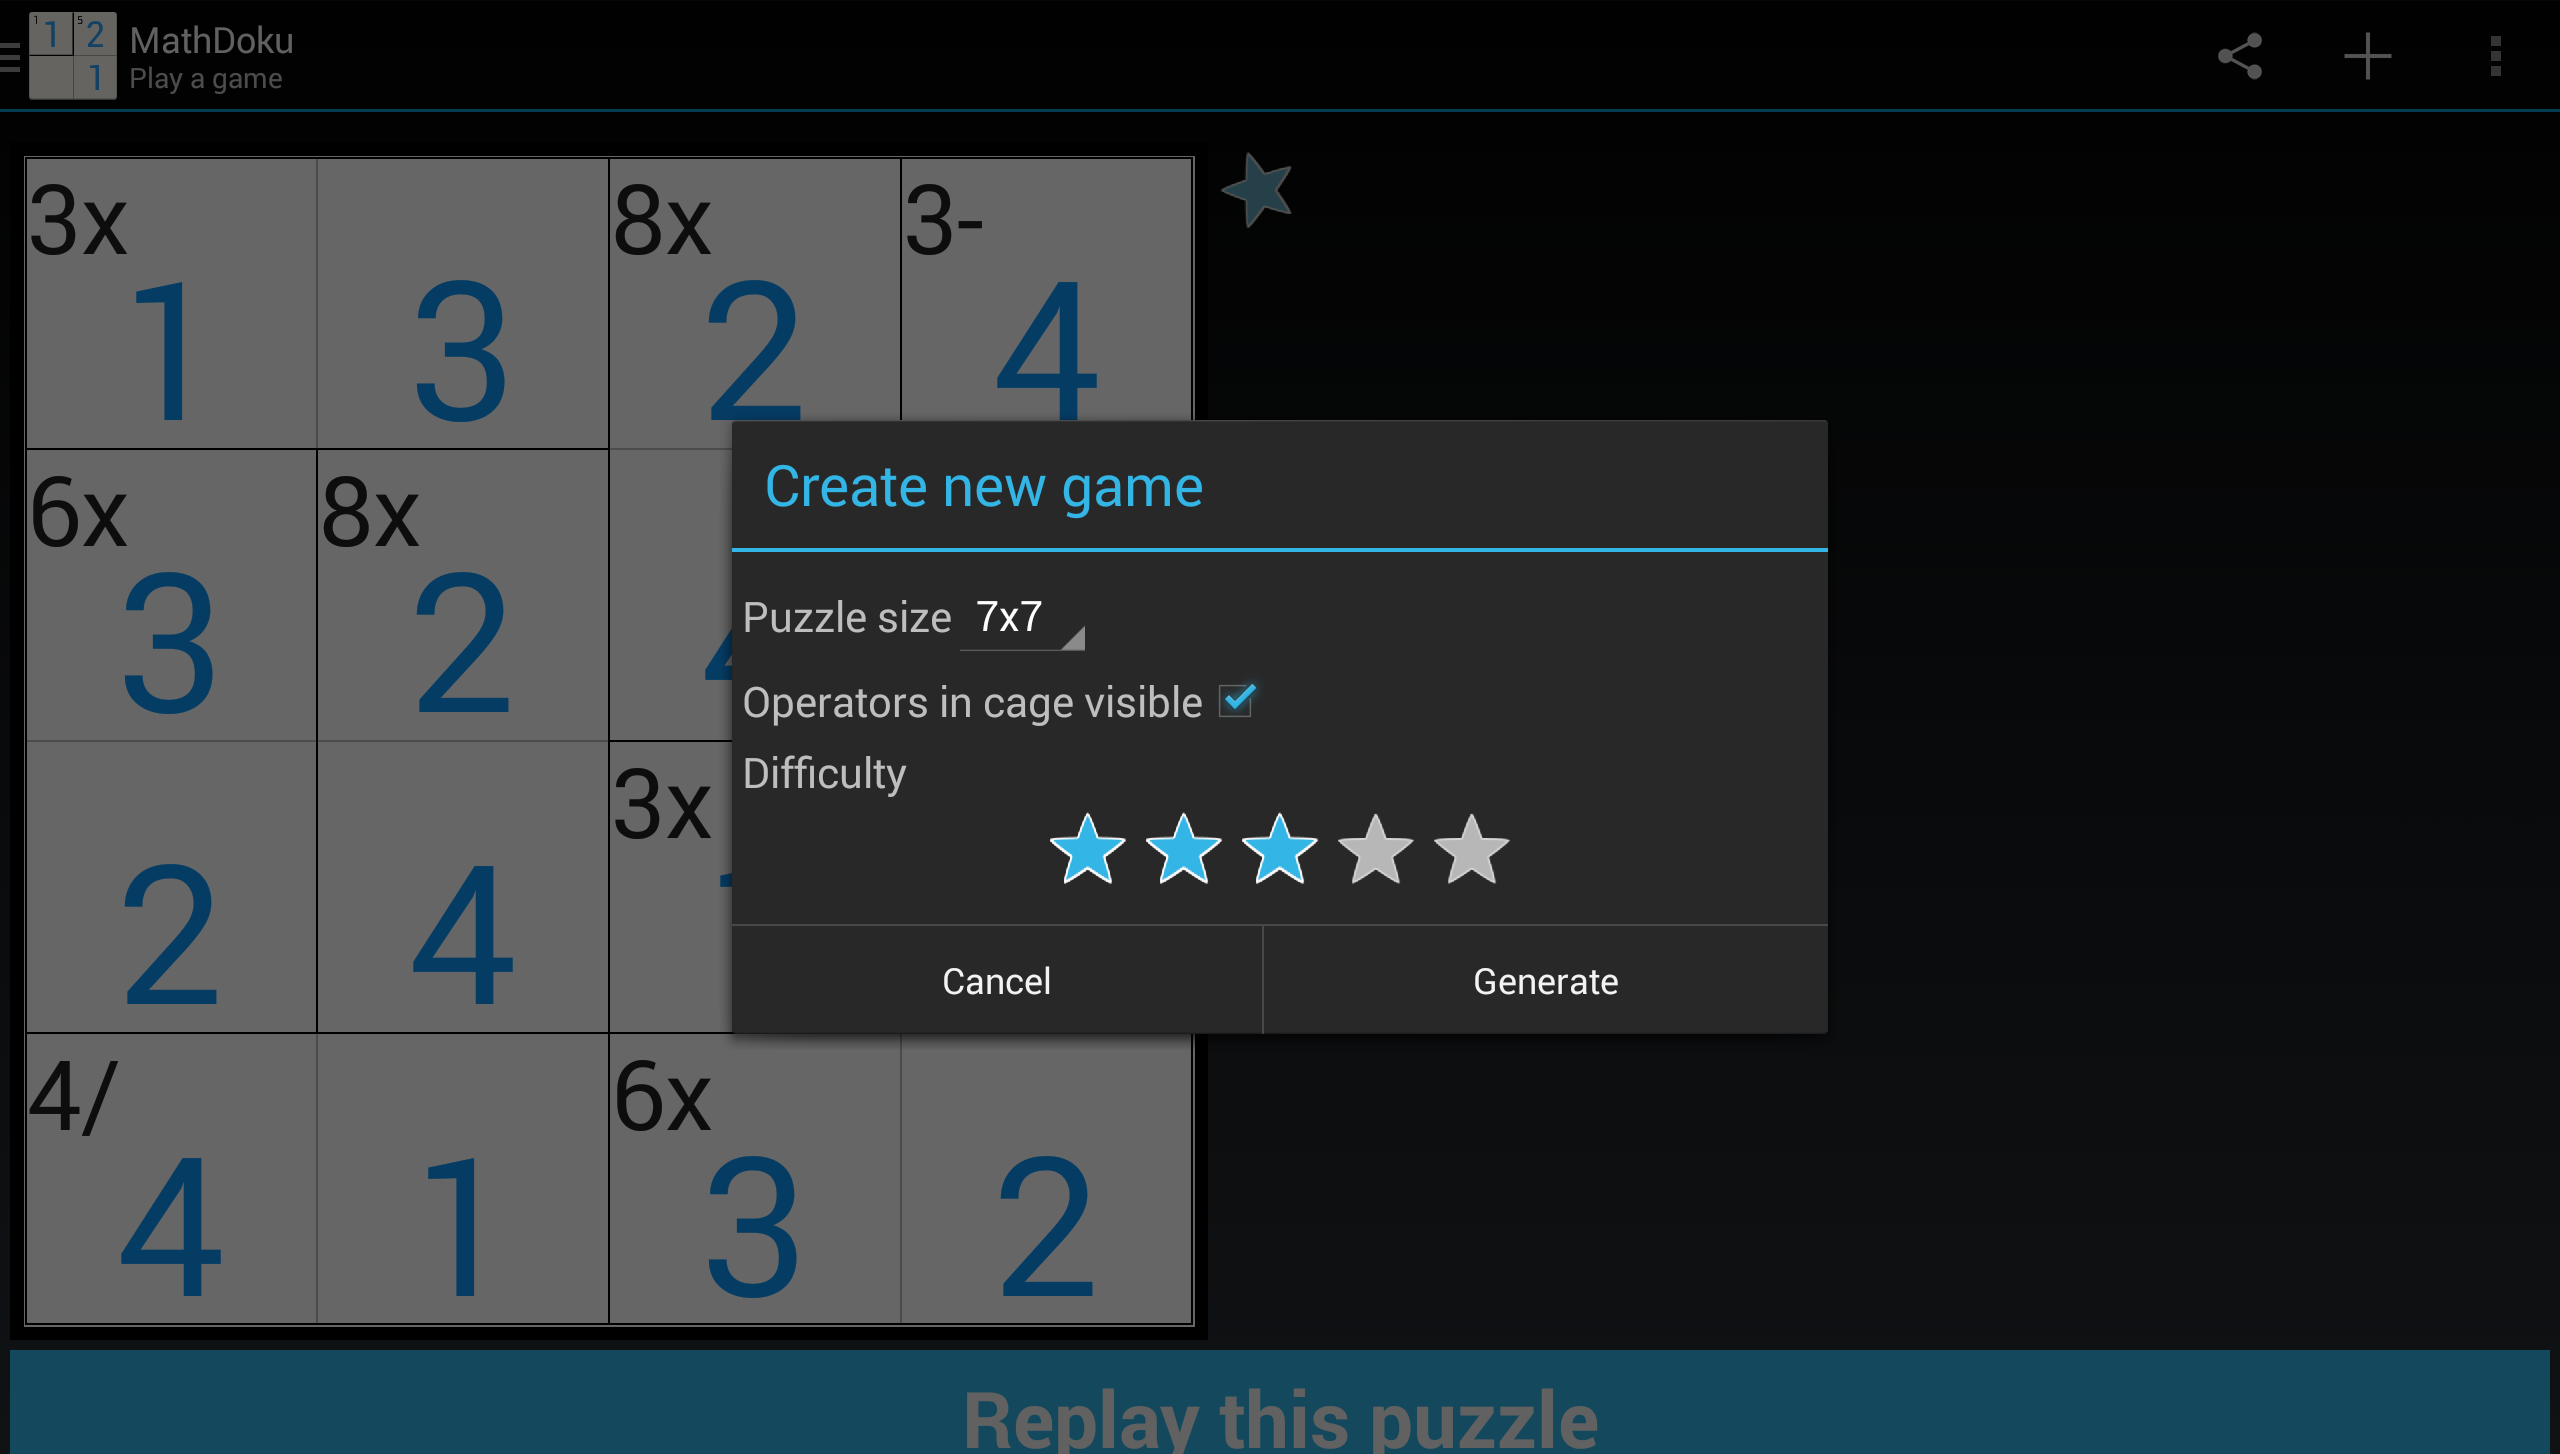 1 1 5 2
1
MathDoku
Play a game
3x 8x 3-
1 3 2 4
6x 8x
3 2
Create new game
Puzzle size 7x7
Operators in cage visible
Difficulty
3x
2 4
Cancel Generate
4/ 6x
4 1 3 2
Replay this puzzle